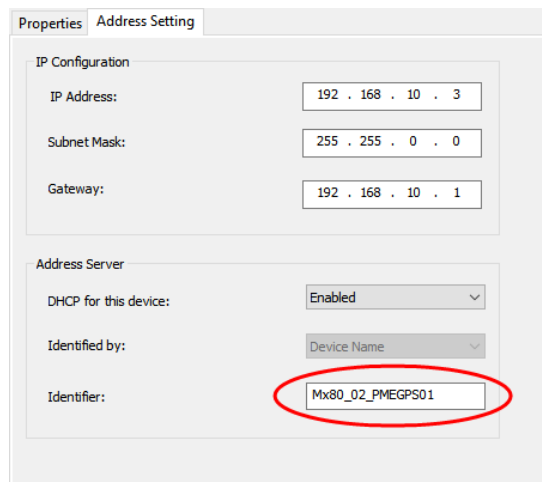 Properties Address Setting
IP Configuration
IP Address: 192 . 168 . 10 . 3
Subnet Mask: 255 . 255 . 0 . 0
Gateway: 192 . 168 . 10 . 1
Address Server
DHCP for this device: Enabled
Identified by: Device Name
Identifier: Mx80_02_PMEGPS01